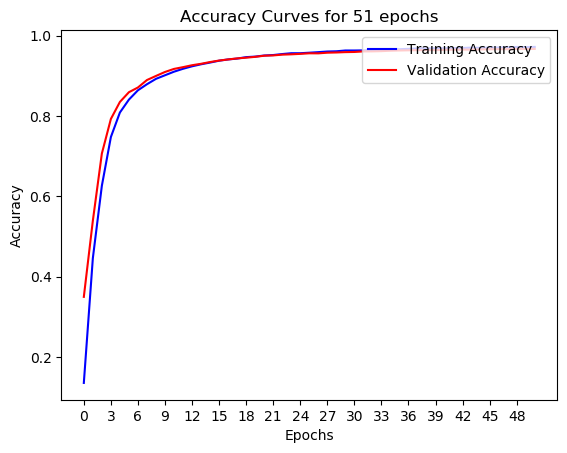 Accuracy Curves for 51 epochs
1.0
0.8
0.6
0.4
0.2
Accuracy
Training Accuracy
Validation Accuracy
0 3 6 9 12 15 18 21 24 27 30 33 36 39 42 45 48
Epochs